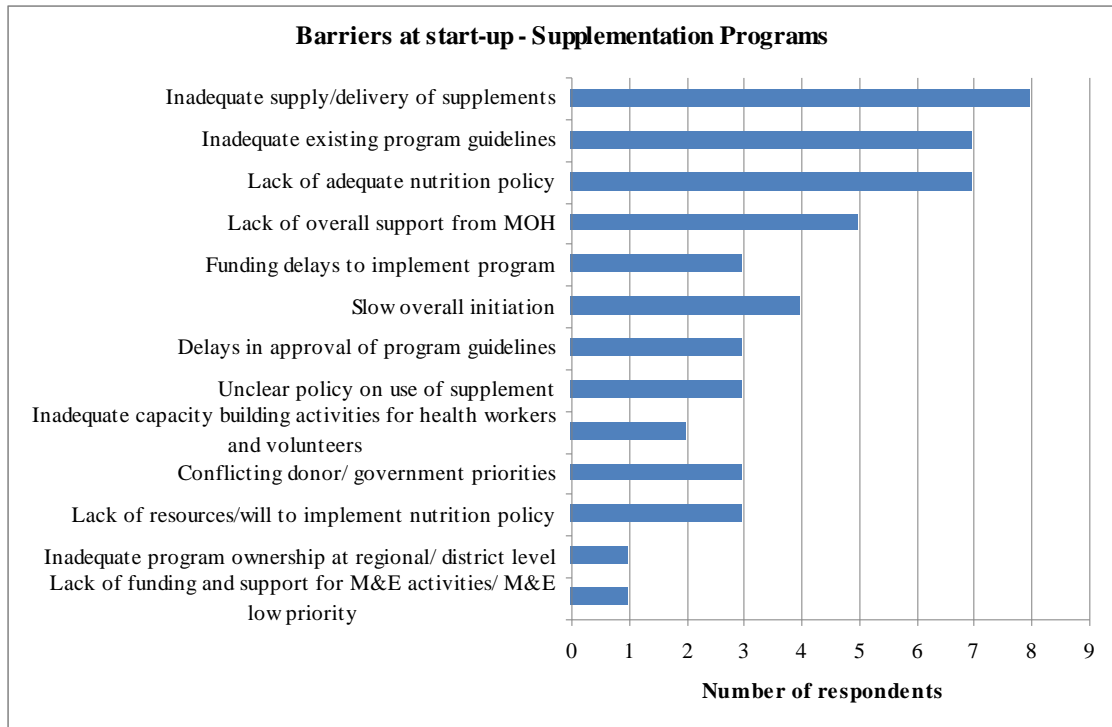 Barriers at start-up - Supplementation Programs
Inadequate supply/delivery of supplements
Inadequate existing program guidelines
Lack of adequate nutrition policy
Lack of overall support from MOH
Funding delays to implement program
Slow overall initiation
Delays in approval of program guidelines
Unclear policy on use of supplement
Inadequate capacity building activities for health workers
and volunteers
Conflicting donor/ government priorities
Lack of resources/will to implement nutrition policy
Inadequate program ownership at regional/ district level
Lack of funding and support for M&E activities/ M&E
low priority
0 1 2 3 4 5 6 7 8 9
Number of respondents